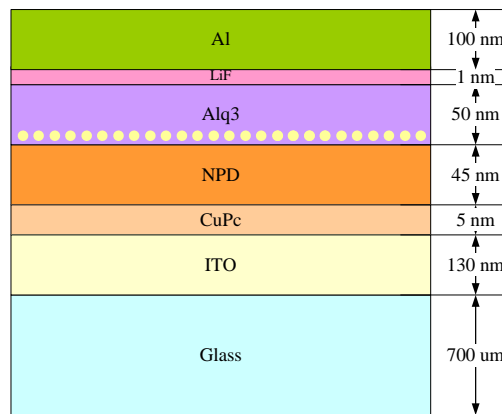 Al 100 nm
LiF 1 nm
Alq3 50 nm
NPD 45 nm
CuPc 5 nm
ITO 130 nm
Glass 700 um